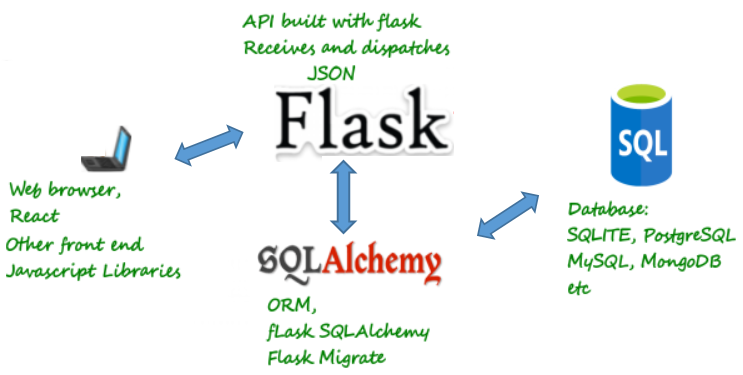 API built with flask
Receives and dispatches
JSON
Flask
Web browser,
React
Other front end
Javascript Libraries
SQLAlchemy
ORM,
fLask SQLAlchemy
Flask Migrate
SQL
Database:
SQLITE, PostgreSQL
MySQL, MongoDB
etc